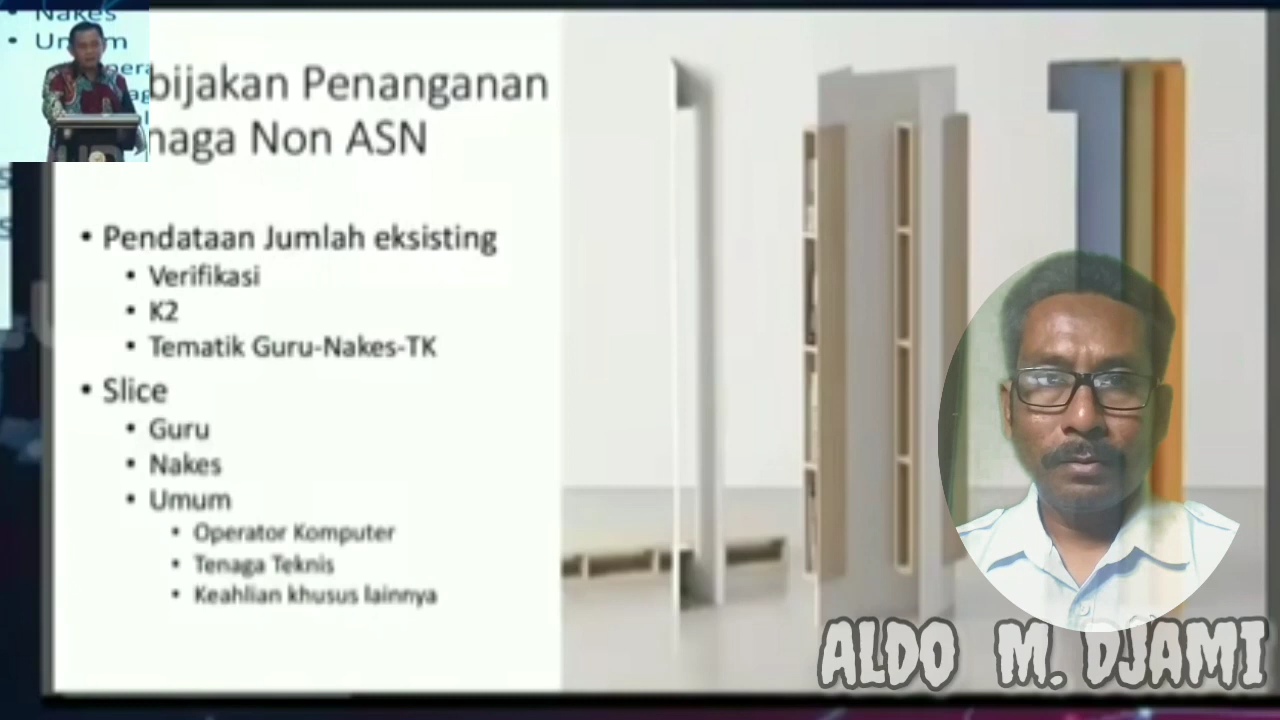 Nakes
bijakan Penanganan
naga Non ASN
• Pendataan Jumlah eksisting
• Verifikasi
• K2
• Tematik Guru-Nakes-TK
• Slice
• Guru
• Nakes
• Umum
• Operator Komputer
• Tenaga Teknis
• Keahlian khusus lainnya
ALDO M. DJAMI